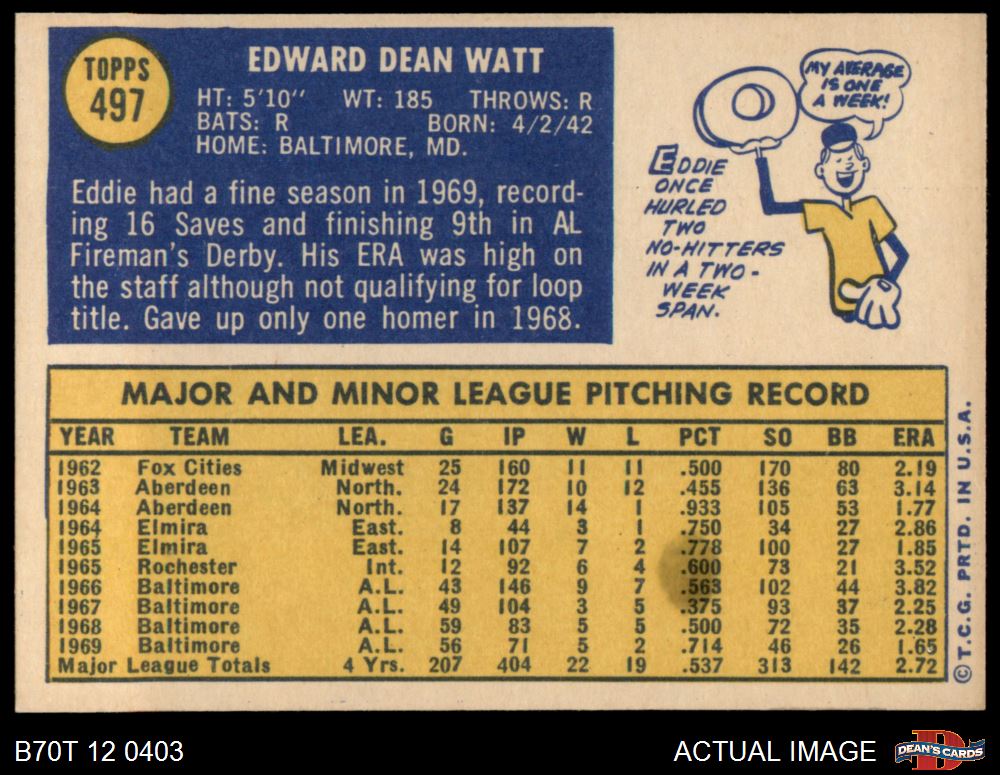 TOPPS
497
EDWARD DEAN WATT
HT: 5'10" WT: 185 THROWS: R
BATS: R BORN: 4/2/42
HOME: BALTIMORE, MD.
Eddie had a fine season in 1969, record-
ing 16 Saves and finishing 9th in AL
Fireman's Derby. His ERA was high on
the staff although not qualifying for loop
title. Gave up only one homer in 1968.
MY AVERAGE
IS ONE
A WEEK!
EDDIE
ONCE
HURLED
TWO
NO-HITTERS
IN A TWO-
WEEK
SPAN.
MAJOR AND MINOR LEAGUE PITCHING RECORD
YEAR TEAM LEA. G IP W L PCT SO BB ERA
1962 Fox Cities Midwest 25 160 11 11 .500 170 80 2.19
1963 Aberdeen North. 24 172 10 12 .455 136 63 3.14
1964 Aberdeen North. 17 137 14 1 .933 105 53 1.77
1964 Elmira East. 8 44 3 1 .750 34 27 2.86
1965 Elmira East. 14 107 7 2 .778 100 27 1.85
1965 Rochester Int. 12 92 6 4 .600 73 21 3.52
1966 Baltimore A.L. 43 146 9 7 .563 102 44 3.82
1967 Baltimore A.L. 49 104 3 5 .375 93 37 2.25
1968 Baltimore A.L. 59 83 5 5 .500 72 35 2.28
1969 Baltimore A.L. 56 71 5 2 .714 46 26 1.65
Major League Totals 4 Yrs. 207 404 22 19 .537 313 142 2.72
© T.C.G. PRTD. IN U.S.A.
B70T 12 0403
ACTUAL IMAGE
DEAN'S CARDS